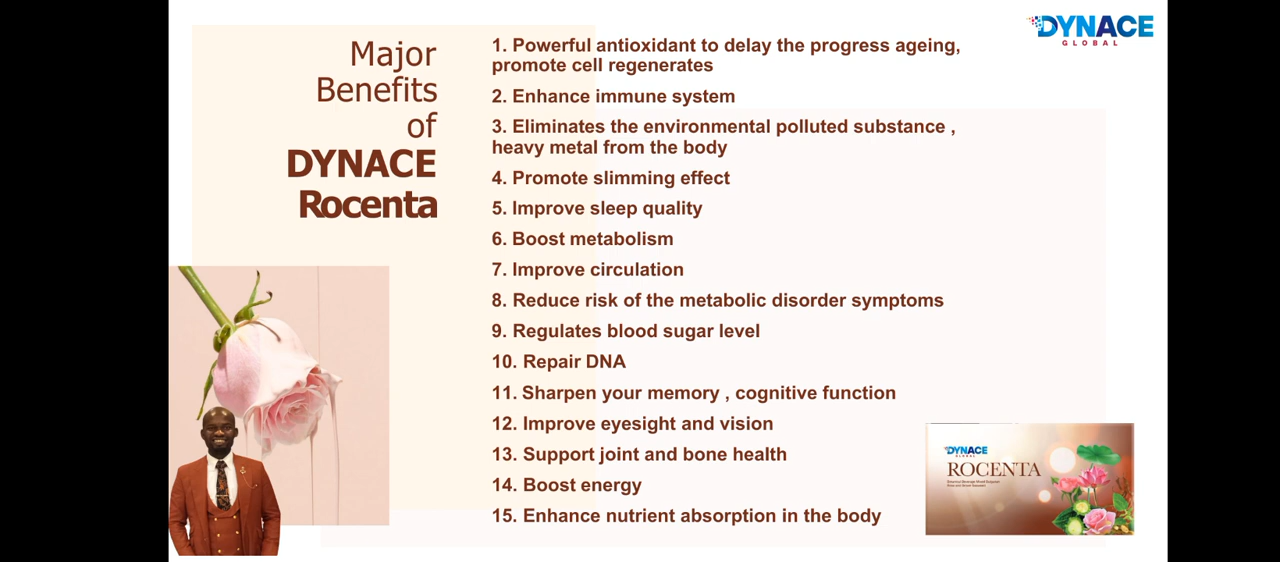 Major
Benefits
of
DYNACE
Rocenta
1. Powerful antioxidant to delay the progress ageing,
promote cell regenerates
2. Enhance immune system
3. Eliminates the environmental polluted substance ,
heavy metal from the body
4. Promote slimming effect
5. Improve sleep quality
6. Boost metabolism
7. Improve circulation
8. Reduce risk of the metabolic disorder symptoms
9. Regulates blood sugar level
10. Repair DNA
11. Sharpen your memory , cognitive function
12. Improve eyesight and vision
13. Support joint and bone health
14. Boost energy
15. Enhance nutrient absorption in the body
DYNACE
GLOBAL
DYNACE
GLOBAL
ROCENTA